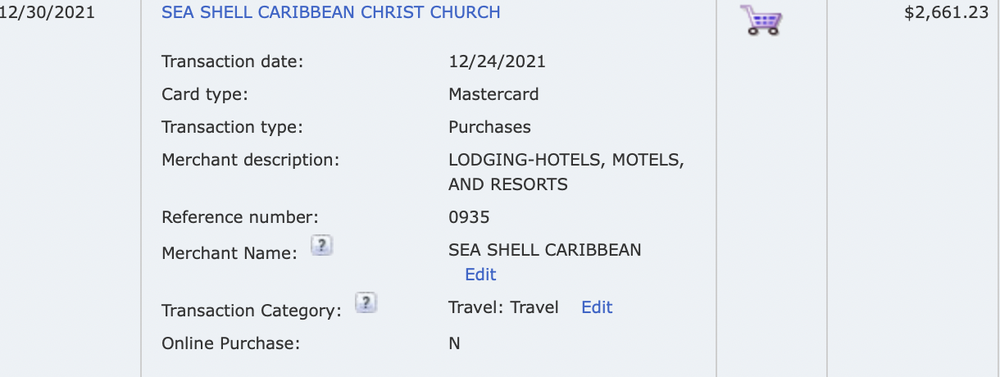 12/30/2021 SEA SHELL CARIBBEAN CHRIST CHURCH $2,661.23
Transaction date: 12/24/2021
Card type: Mastercard
Transaction type: Purchases
Merchant description: LODGING-HOTELS, MOTELS,
AND RESORTS
Reference number: 0935
Merchant Name: ? SEA SHELL CARIBBEAN
Edit
Transaction Category: ? Travel: Travel Edit
Online Purchase: N